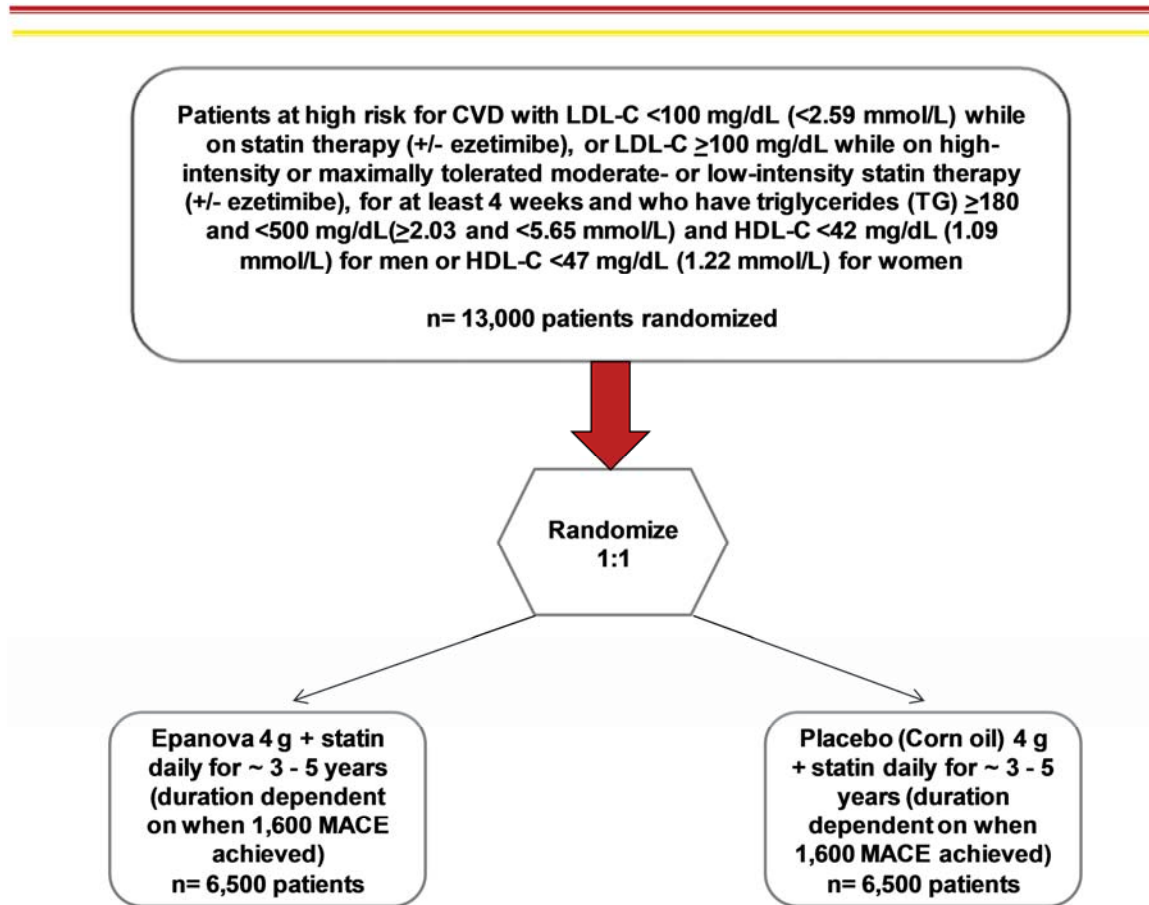 Patients at high risk for CVD with LDL-C <100 mg/dL (<2.59 mmol/L) while
on statin therapy (+/- ezetimibe), or LDL-C ≥100 mg/dL while on high-
intensity or maximally tolerated moderate- or low-intensity statin therapy
(+/- ezetimibe), for at least 4 weeks and who have triglycerides (TG) ≥180
and <500 mg/dL(≥2.03 and <5.65 mmol/L) and HDL-C <42 mg/dL (1.09
mmol/L) for men or HDL-C <47 mg/dL (1.22 mmol/L) for women
n= 13,000 patients randomized
Randomize
1:1
Epanova 4 g + statin
daily for ~ 3 - 5 years
(duration dependent
on when 1,600 MACE
achieved)
n= 6,500 patients
Placebo (Corn oil) 4 g
+ statin daily for ~ 3 - 5
years (duration
dependent on when
1,600 MACE achieved)
n= 6,500 patients